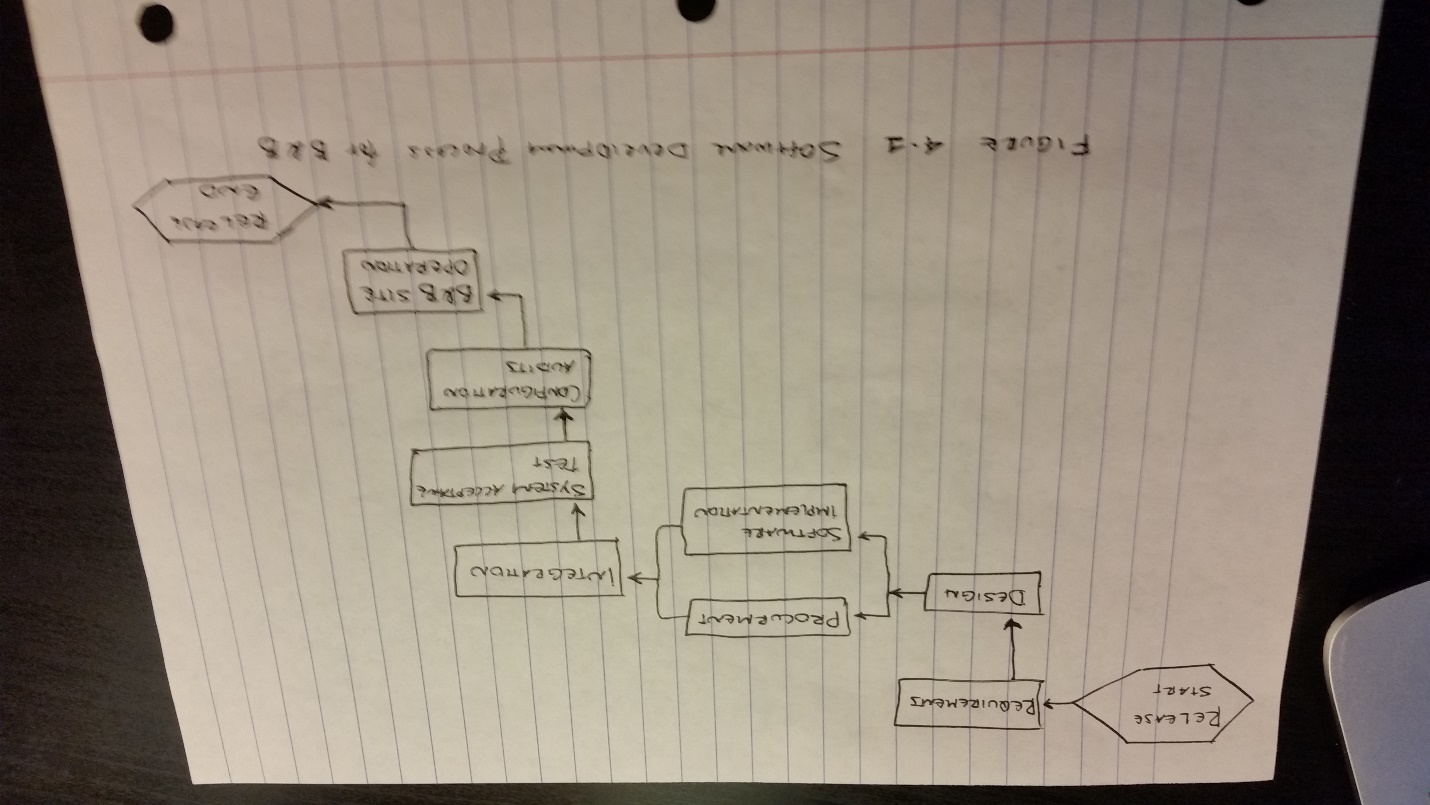 RELEASE
START
REQUIREMENTS
DESIGN
PROCURMENT
SOFTWARE
IMPLEMENTATION
INTEGRATION
SYSTEM ACCEPTANCE
TEST
CONFIGURATION
AUDITS
B&B SITE
OPERATION
RELEASE
END
FIGURE 4.1 SOFTWARE DEVELOPMENT PROCESS for B&B